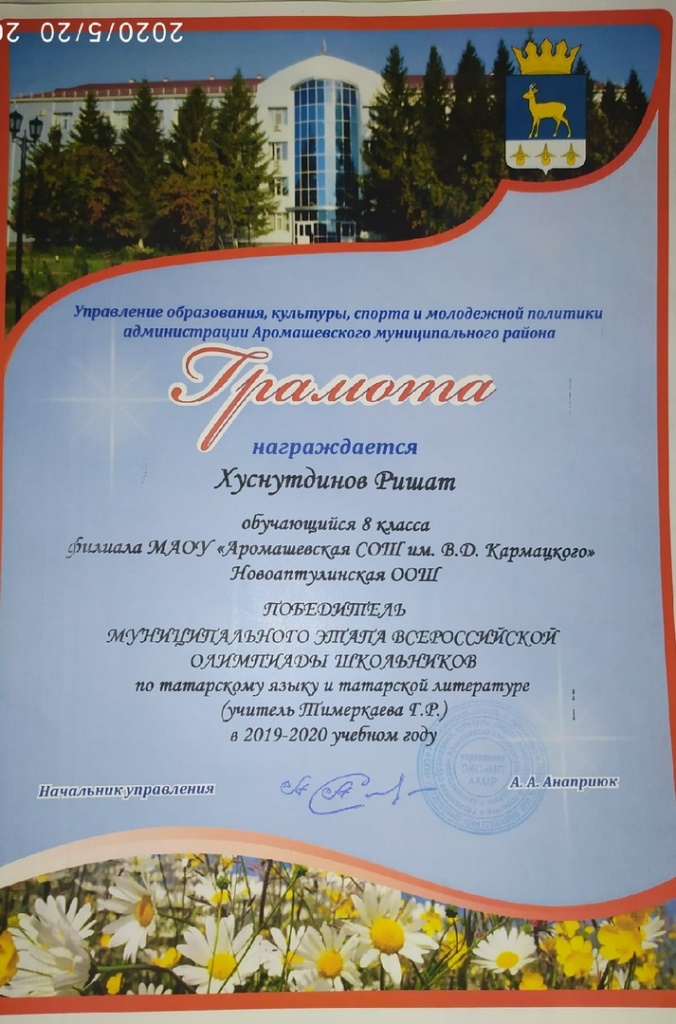 2020/5/20 20
Управление образования, культуры, спорта и молодежной политики
администрации Аромашевского муниципального района
Грамота
награждается
Хуснутдинов Ришат
обучающийся 8 класса
филиала МАОУ «Аромашевская СОШ им. В.Д. Кармацкого»
Новоаптулинская ООШ
ПОБЕДИТЕЛЬ
МУНИЦИПАЛЬНОГО ЭТАПА ВСЕРОССИЙСКОЙ
ОЛИМПИАДЫ ШКОЛЬНИКОВ
по татарскому языку и татарской литературе
(учитель Тимеркаева Г.Р.)
в 2019-2020 учебном году
Начальник управления
А. А. Анаприюк